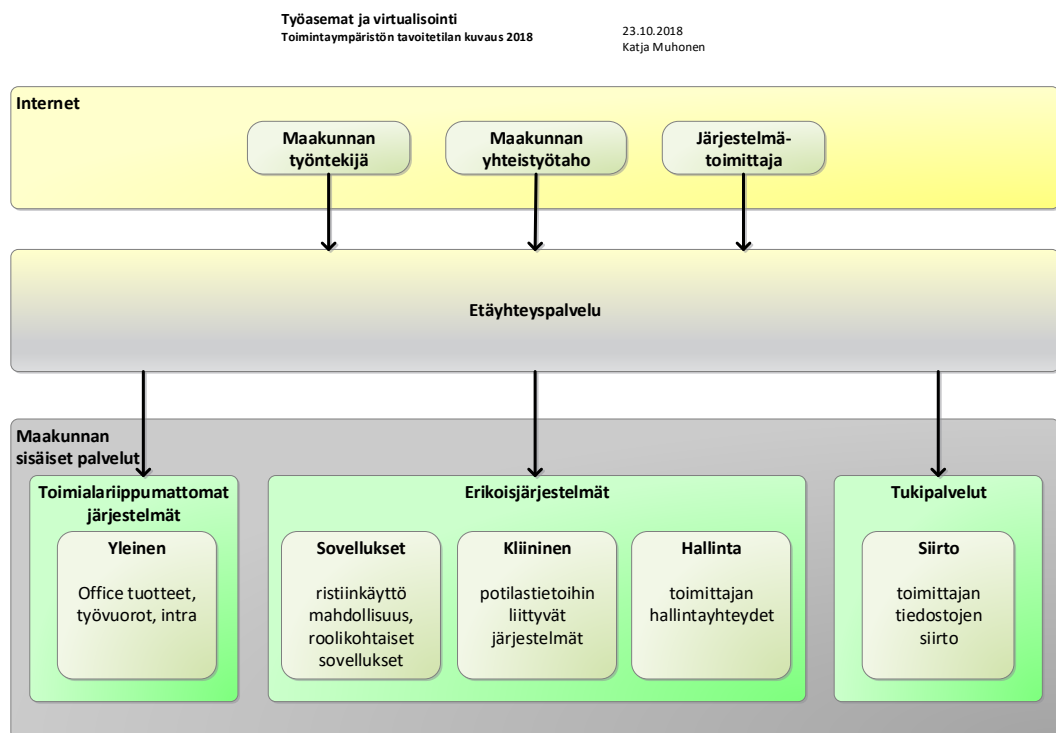 Työasemat ja virtualisointi
Toimintaympäristön tavoitetilan kuvaus 2018
23.10.2018
Katja Muhonen
Internet
Maakunnan
työntekijä
Maakunnan
yhteistyötaho
Järjestelmä-
toimittaja
Etäyhteyspalvelu
Maakunnan
sisäiset palvelut
Toimialariippumattomat
järjestelmät
Yleinen
Office tuotteet,
työvuorot, intra
Erikoisjärjestelmät
Sovellukset
ristiinkäyttö
mahdollisuus,
roolikohtaiset
sovellukset
Kliininen
potilastietoihin
liittyvät
järjestelmät
Hallinta
toimittajan
hallintayhteydet
Tukipalvelut
Siirto
toimittajan
tiedostojen
siirto